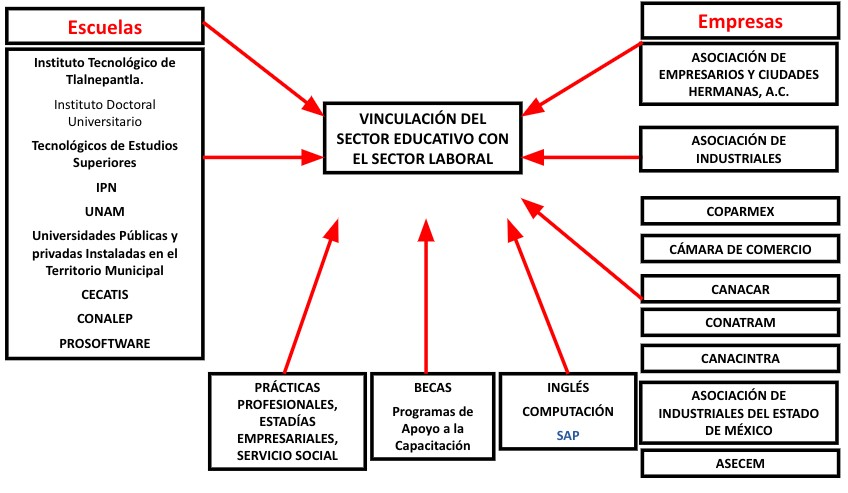 Escuelas
Instituto Tecnológico de
Tlalnepantla.
Instituto Doctoral
Universitario
Tecnológicos de Estudios
Superiores
IPN
UNAM
Universidades Públicas y
privadas Instaladas en el
Territorio Municipal
CECATIS
CONALEP
PROSOFTWARE
VINCULACIÓN DEL
SECTOR EDUCATIVO CON
EL SECTOR LABORAL
Empresas
ASOCIACIÓN DE
EMPRESARIOS Y CIUDADES
HERMANAS, A.C.
ASOCIACIÓN DE
INDUSTRIALES
COPARMEX
CÁMARA DE COMERCIO
CANACAR
CONATRAM
CANACINTRA
ASOCIACIÓN DE
INDUSTRIALES DEL ESTADO
DE MÉXICO
ASECEM
PRÁCTICAS
PROFESIONALES,
ESTADÍAS
EMPRESARIALES,
SERVICIO SOCIAL
BECAS
Programas de
Apoyo a la
Capacitación
INGLÉS
COMPUTACIÓN
SAP